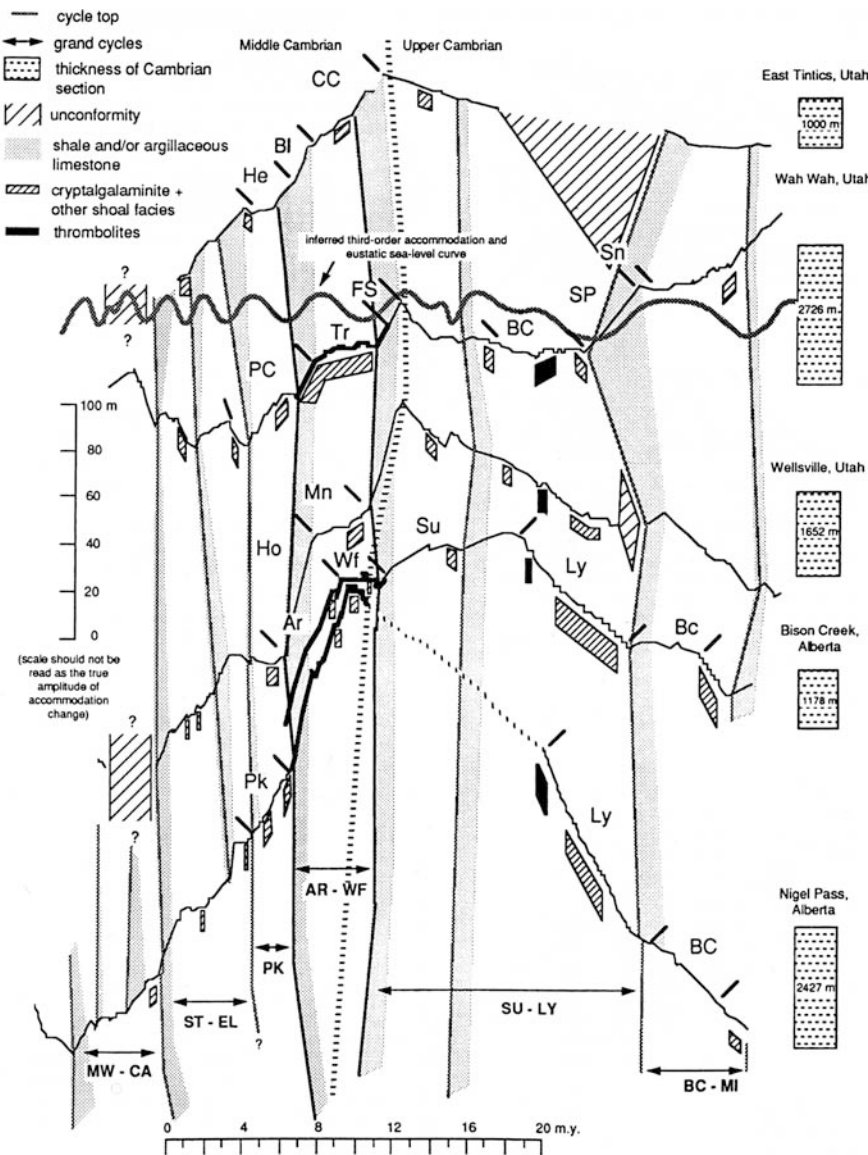 cycle top
grand cycles
thickness of Cambrian
section
unconformity
shale and/or argillaceous
limestone
cryptalgalaminite +
other shoal facies
thrombolites
Middle Cambrian
Upper Cambrian
CC
BI
He
inferred third-order accommodation and
eustatic sea-level curve
?
?
FS
Tr
PC
BC
SP
Sn
East Tintics, Utah
1000 m
Wah Wah, Utah
2726 m
100 m
80
60
40
20
0
(scale should not be
read as the true
amplitude of
accommodation
change)
Mn
Ho
Wf
Ar
Su
Ly
Bc
Wellsville, Utah
1652 m
Bison Creek,
Alberta
1178 m
?
?
Pk
Ly
BC
AR - WF
PK
ST - EL
?
MW - CA
SU - LY
BC - MI
Nigel Pass,
Alberta
2427 m
0
4
8
12
16
20 m.y.